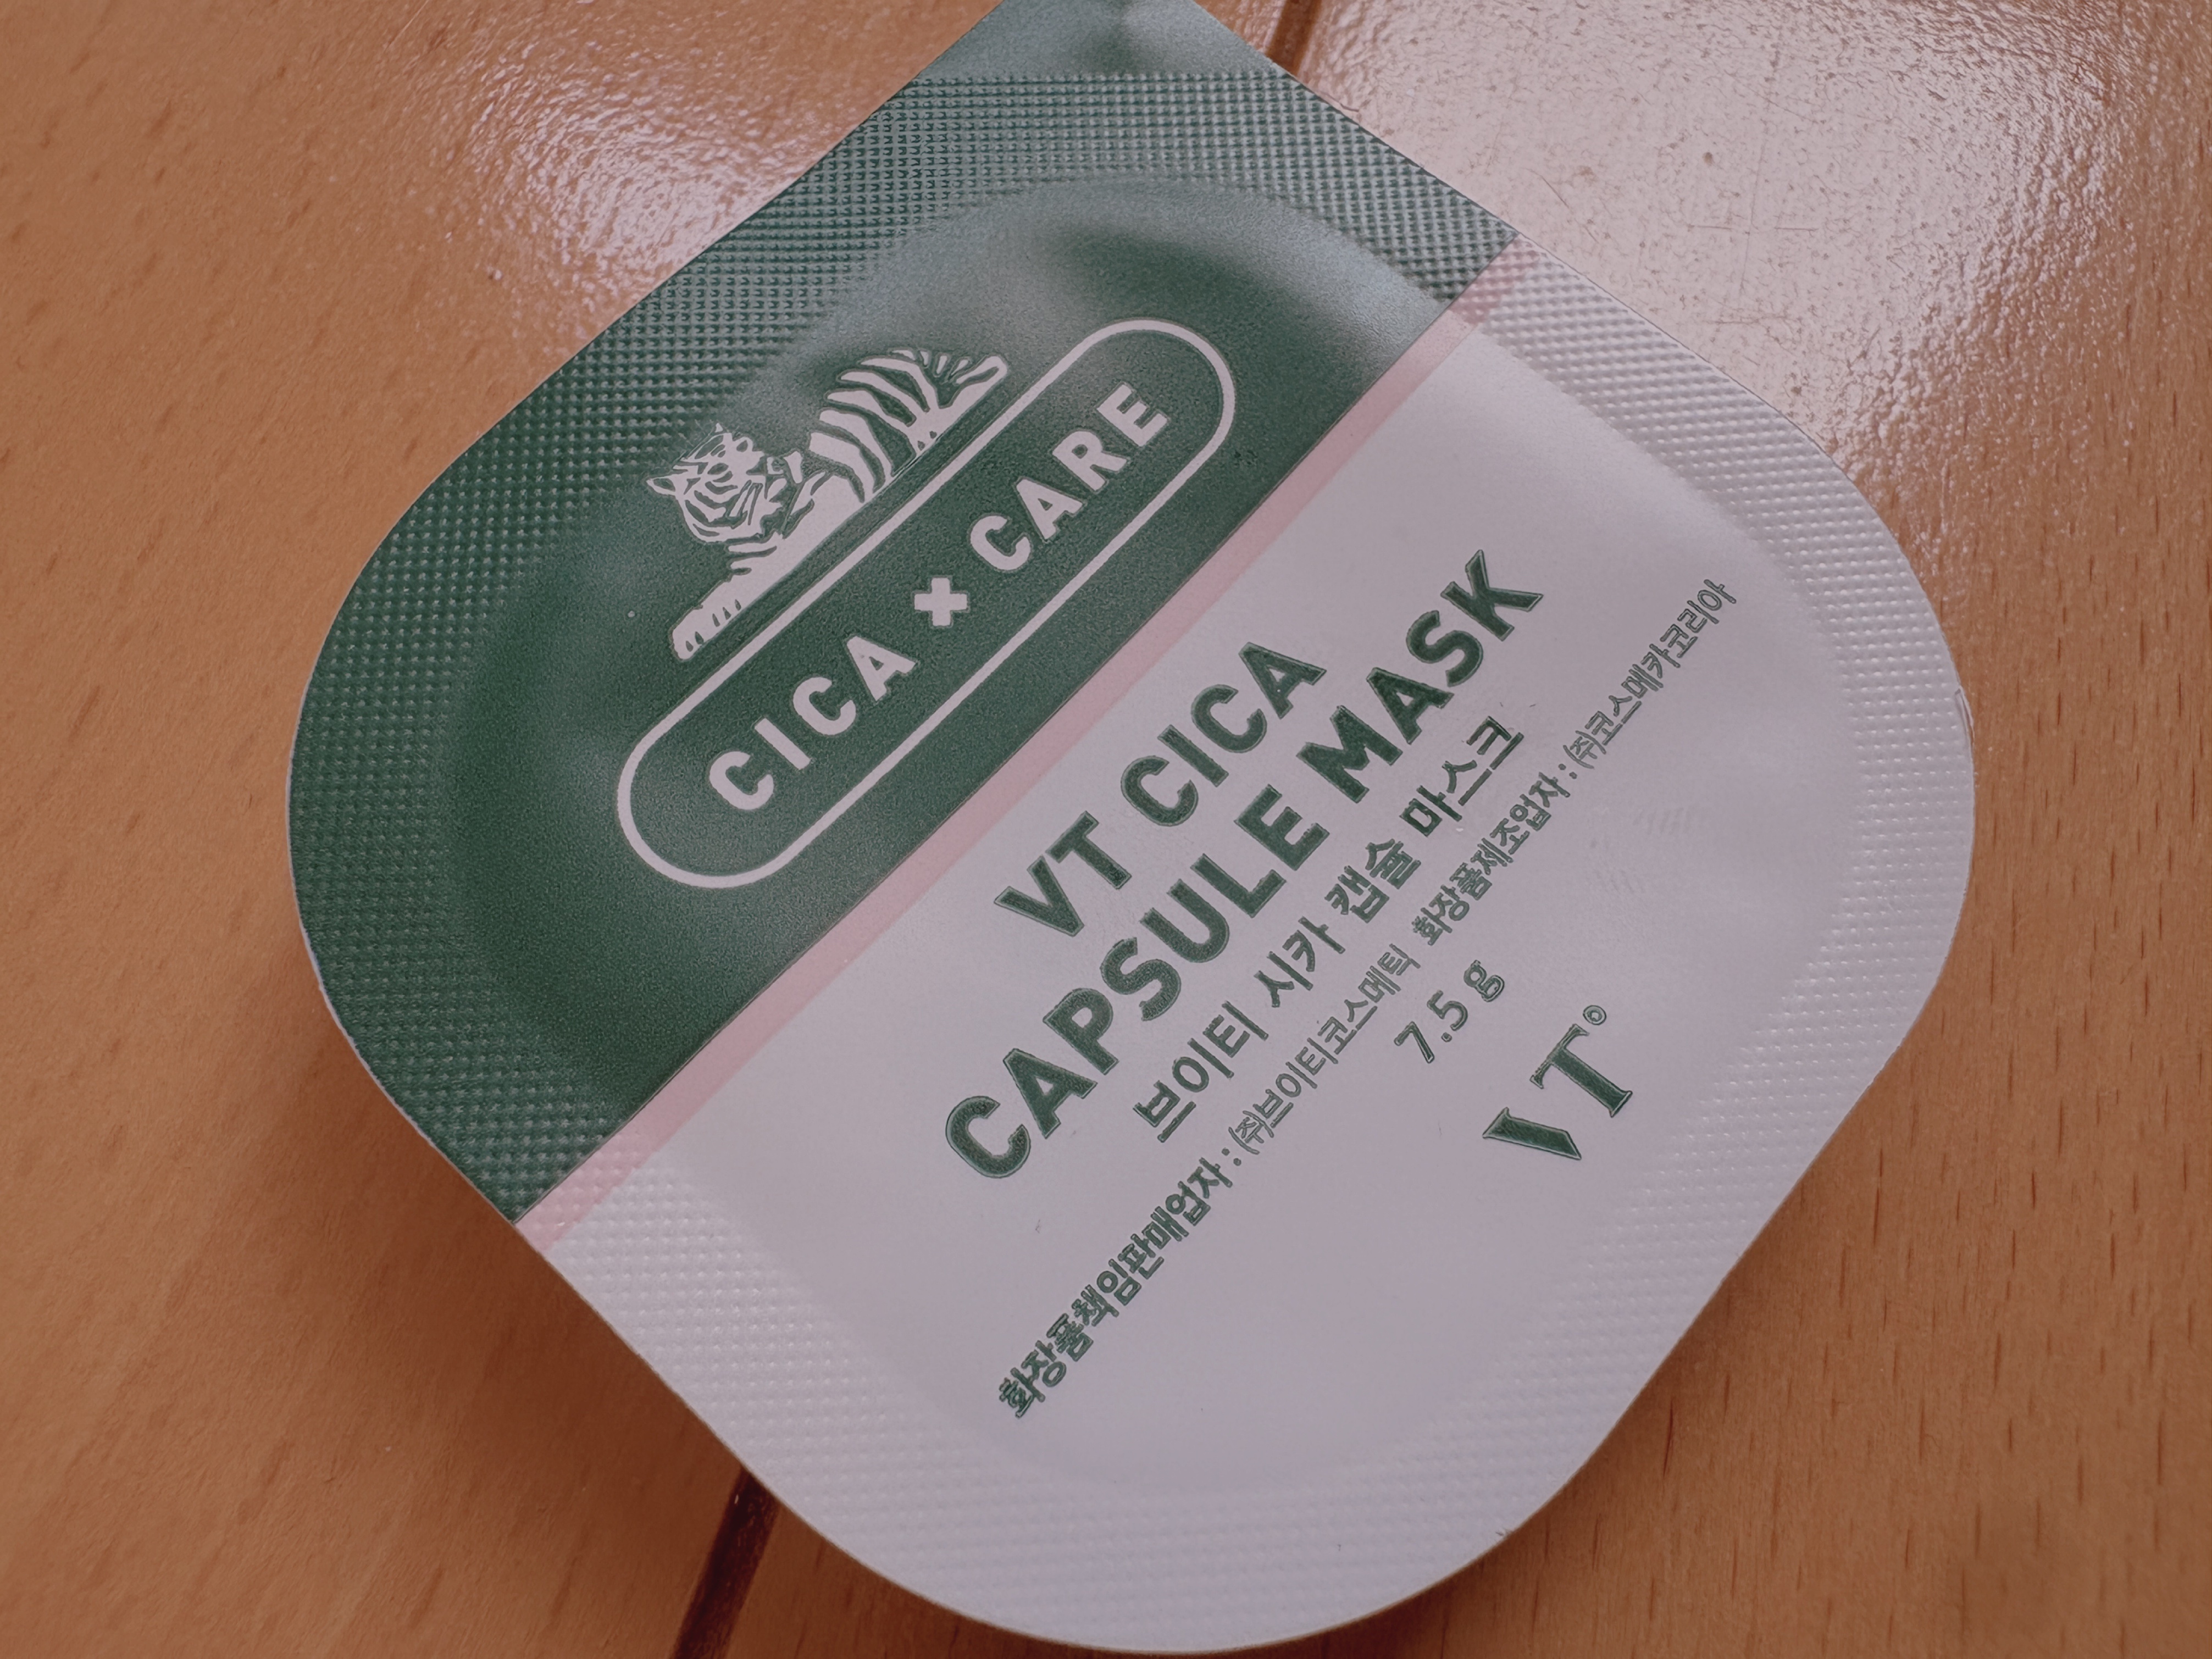 CICA × CARE
VT CICA
CAPSULE MASK
브이티 시카 캡슐 마스크
화장품책임판매업자 : (주)브이티코스메틱 화장품제조업자 : (주)코스메카코리아
7.5 g
VT